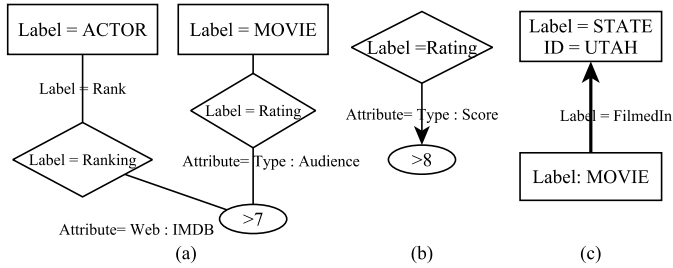 Label = ACTOR
Label = MOVIE
Label = Rank
Label = Rating
Label = Ranking
Attribute= Type : Audience
>7
Attribute= Web : IMDB
(a)
Label =Rating
Attribute= Type : Score
>8
(b)
Label = STATE
ID = UTAH
Label = FilmedIn
Label: MOVIE
(c)